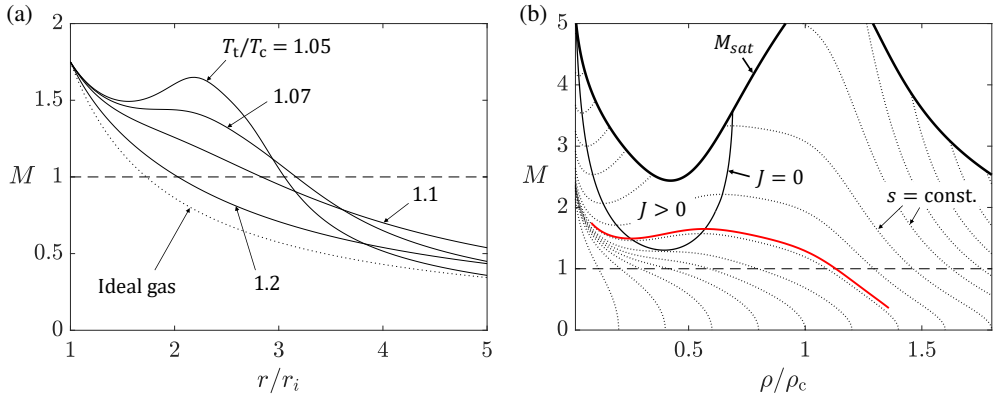 (a)
2
1.5
1
0.5
0
M
T_t/T_c = 1.05
1.07
1.1
1.2
Ideal gas
1 2 3 4 5
r/r_i
(b)
5
4
3
2
1
0
M
M_sat
J = 0
J > 0
s = const.
0.5 1 1.5
ρ/ρ_c